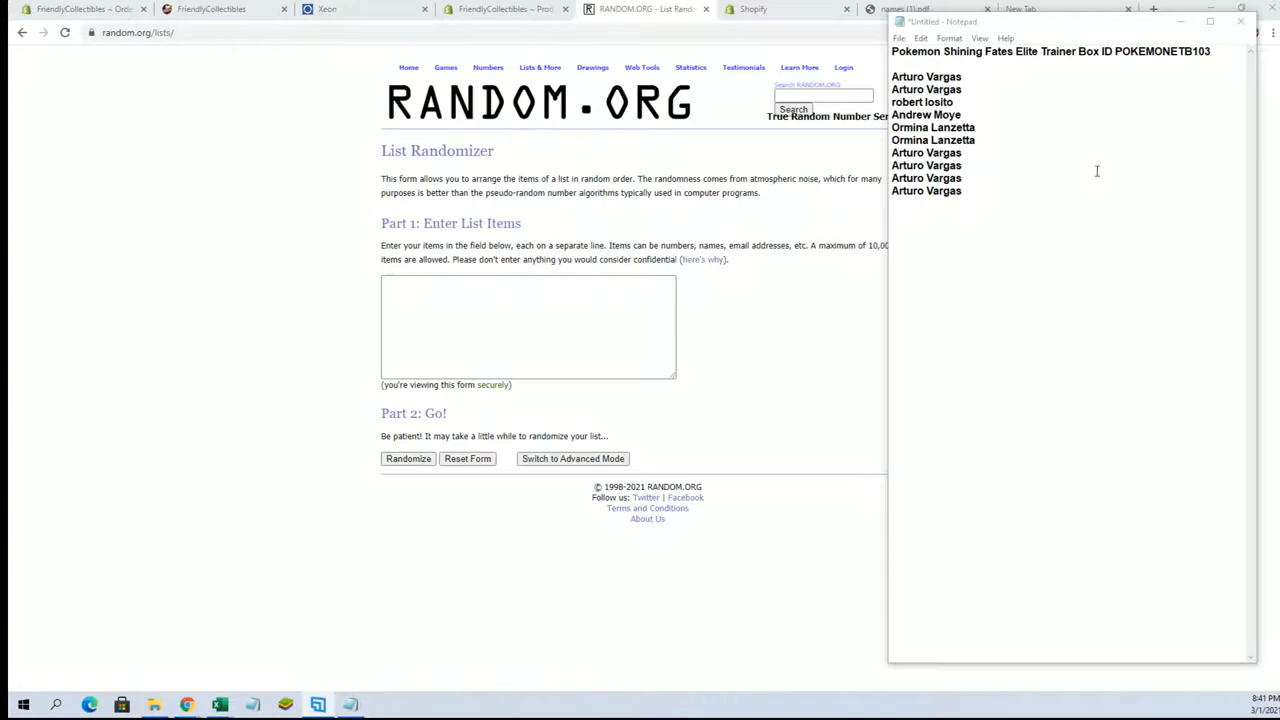 FriendlyCollectibles ~ Orde
FriendlyCollectibles
Xeon
FriendlyCollectibles ~ Prod
RANDOM.ORG - List Rand
Shopify
names (1).pdf
New Tab
random.org/lists/
*Untitled - Notepad
File Edit Format View Help
Pokemon Shining Fates Elite Trainer Box ID POKEMONETB103
Arturo Vargas
Arturo Vargas
robert losito
Andrew Moye
Ormina Lanzetta
Ormina Lanzetta
Arturo Vargas
Arturo Vargas
Arturo Vargas
Arturo Vargas
Home Games Numbers Lists & More Drawings Web Tools Statistics Testimonials Learn More Login
RANDOM.ORG
Search RANDOM.ORG
Search
True Random Number Ser
List Randomizer
This form allows you to arrange the items of a list in random order. The randomness comes from atmospheric noise, which for many
purposes is better than the pseudo-random number algorithms typically used in computer programs.
Part 1: Enter List Items
Enter your items in the field below, each on a separate line. Items can be numbers, names, email addresses, etc. A maximum of 10,00
items are allowed. Please don't enter anything you would consider confidential (here's why).
(you're viewing this form securely)
Part 2: Go!
Be patient! It may take a little while to randomize your list...
Randomize Reset Form Switch to Advanced Mode
© 1998-2021 RANDOM.ORG
Follow us: Twitter | Facebook
Terms and Conditions
About Us
8:41 PM
3/1/2021